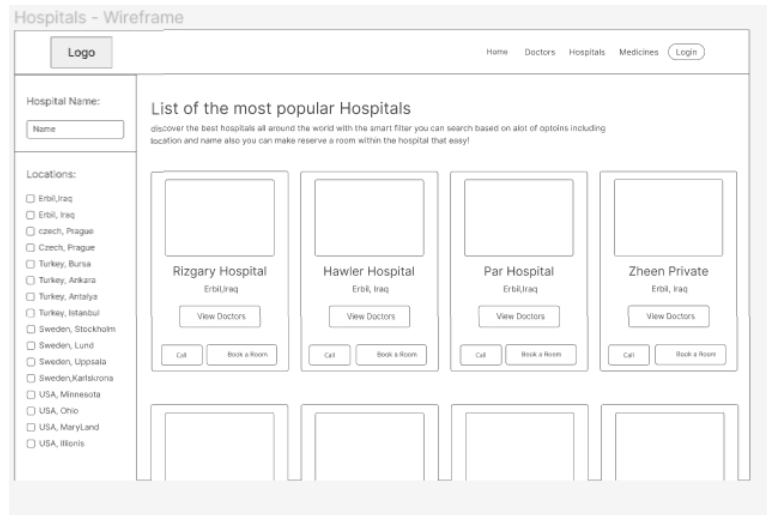 Hospitals - Wireframe
Logo
Home Doctors Hospitals Medicines Login
Hospital Name:
Name
Locations:
Erbil,Iraq
Erbil, Iraq
czech, Prague
Czech, Prague
Turkey, Bursa
Turkey, Ankara
Turkey, Antalya
Turkey, Istanbul
Sweden, Stockholm
Sweden, Lund
Sweden, Uppsala
Sweden,Karlskrona
USA, Minnesota
USA, Ohio
USA, MaryLand
USA, Illionis
List of the most popular Hospitals
discover the best hospitals all around the world with the smart filter you can search based on alot of optoins including
location and name also you can make reserve a room within the hospital that easy!
Rizgary Hospital
Erbil,Iraq
View Doctors
Call Book a Room
Hawler Hospital
Erbil, Iraq
View Doctors
Call Book a Room
Par Hospital
Erbil,Iraq
View Doctors
Call Book a Room
Zheen Private
Erbil, Iraq
View Doctors
Call Book a Room